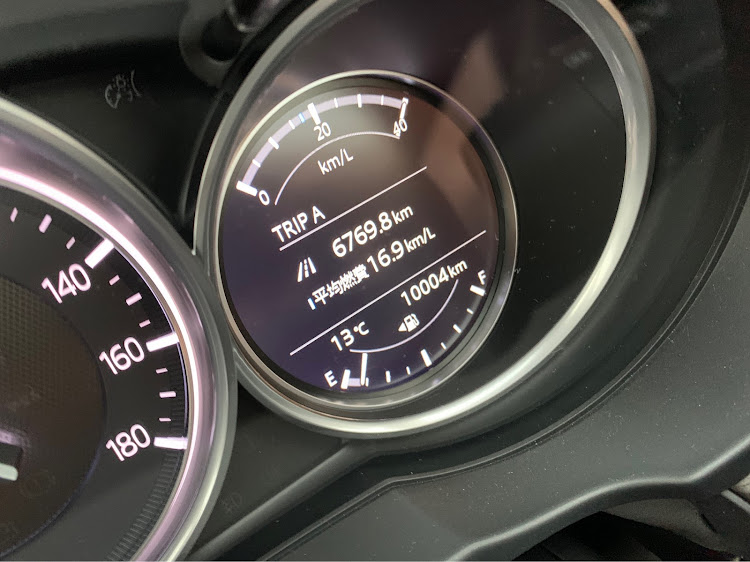 140
160
180
0
20
40
km/L
TRIP A
6769.8 km
平均燃費 16.9 km/L
13℃
10004 km
E
F